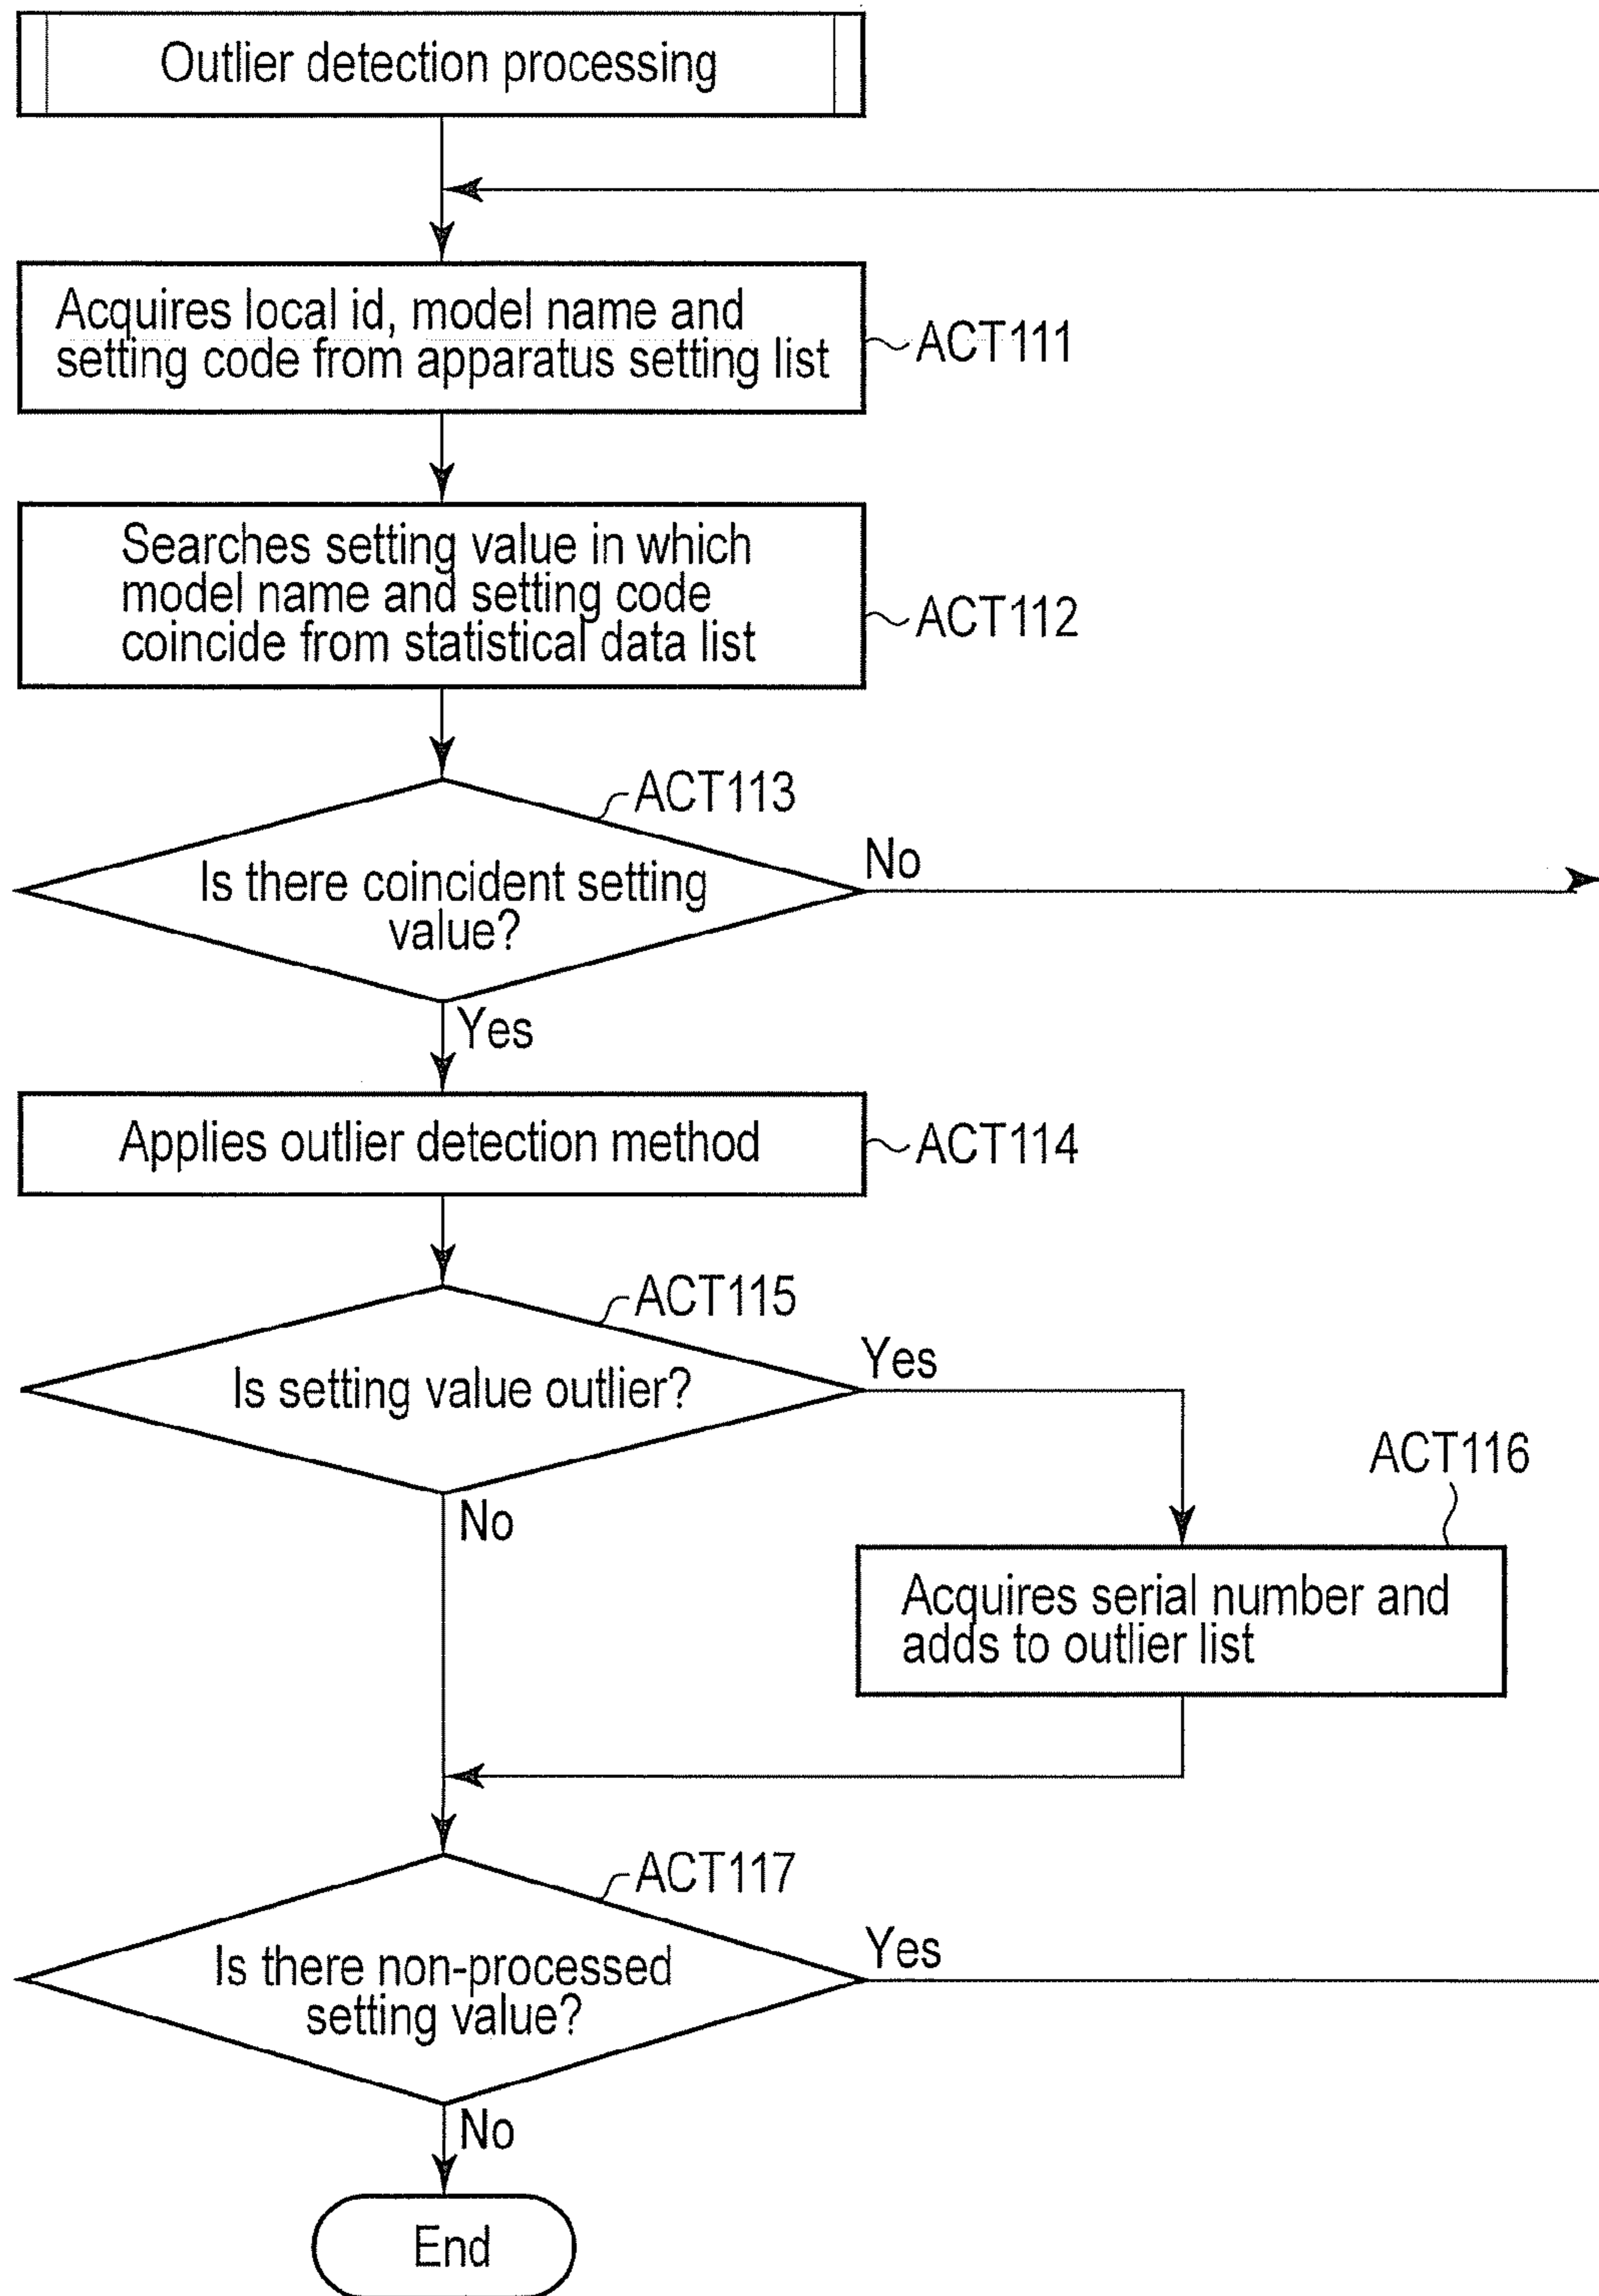 Outlier detection processing
Acquires local id, model name and
setting code from apparatus setting list
ACT111
Searches setting value in which
model name and setting code
coincide from statistical data list
ACT112
ACT113
Is there coincident setting
value?
No
Yes
Applies outlier detection method
ACT114
ACT115
Is setting value outlier?
Yes
No
ACT116
Acquires serial number and
adds to outlier list
ACT117
Is there non-processed
setting value?
Yes
No
End